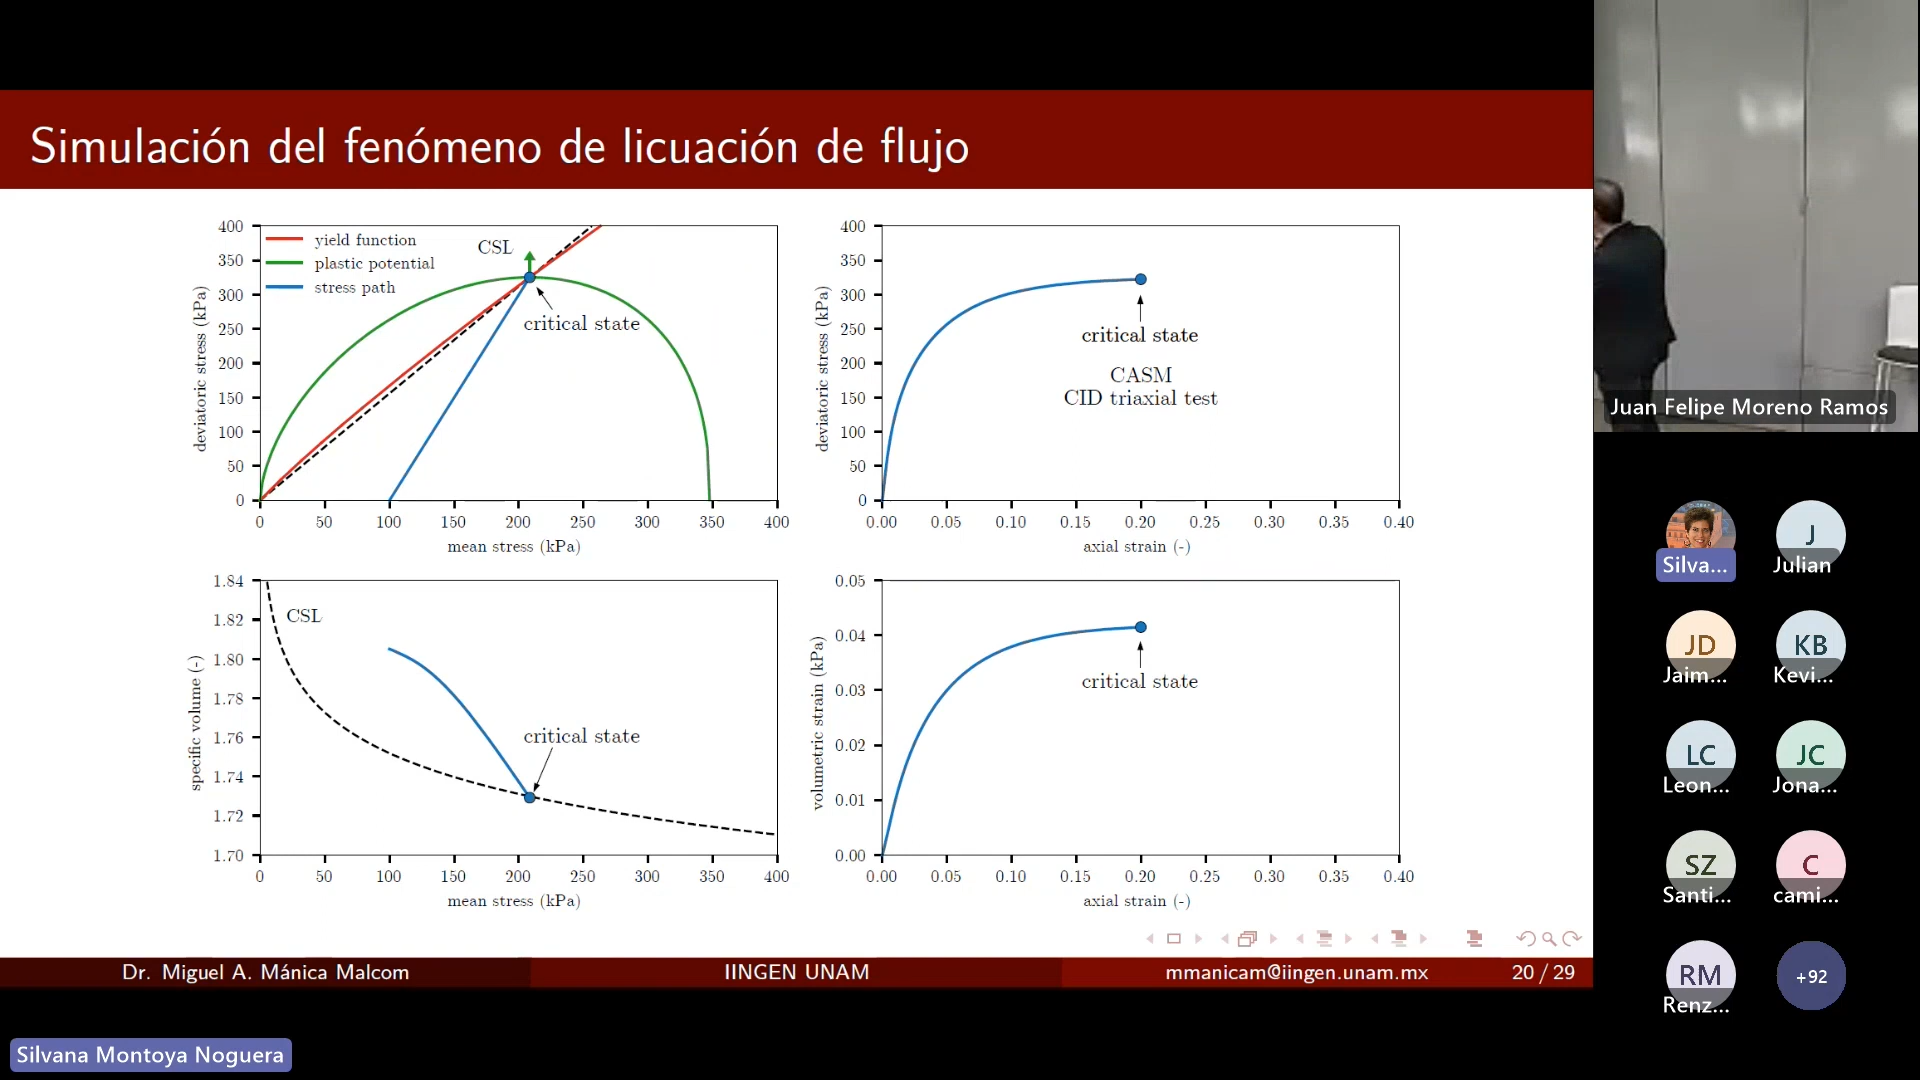 Simulación del fenómeno de licuación de flujo
400
350
300
250
200
150
100
50
0
deviatoric stress (kPa)
yield function
plastic potential
stress path
CSL
critical state
0 50 100 150 200 250 300 350 400
mean stress (kPa)
400
350
300
250
200
150
100
50
0
deviatoric stress (kPa)
critical state
CASM
CID triaxial test
0.00 0.05 0.10 0.15 0.20 0.25 0.30 0.35 0.40
axial strain (-)
1.84
1.82
1.80
1.78
1.76
1.74
1.72
1.70
specific volume (-)
CSL
critical state
0 50 100 150 200 250 300 350 400
mean stress (kPa)
0.05
0.04
0.03
0.02
0.01
0.00
volumetric strain (kPa)
critical state
0.00 0.05 0.10 0.15 0.20 0.25 0.30 0.35 0.40
axial strain (-)
Dr. Miguel A. Mánica Malcom IINGEN UNAM mmanicam@iingen.unam.mx 20 / 29
Silvana Montoya Noguera
Juan Felipe Moreno Ramos
Silva...
J
Julian
JD
Jaim...
KB
Kevi...
LC
Leon...
JC
Jona...
SZ
Santi...
C
cami...
RM
Renz...
+92